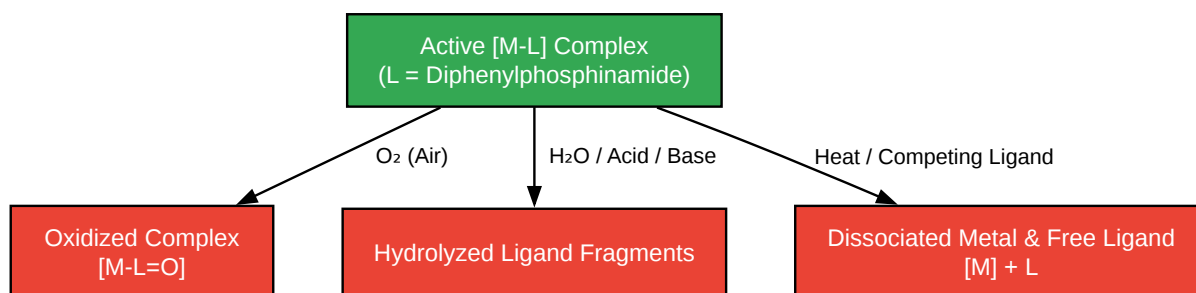 Active [M-L] Complex
(L = Diphenylphosphinamide)
O₂ (Air)
H₂O / Acid / Base
Heat / Competing Ligand
Oxidized Complex
[M-L=O]
Hydrolyzed Ligand Fragments
Dissociated Metal & Free Ligand
[M] + L